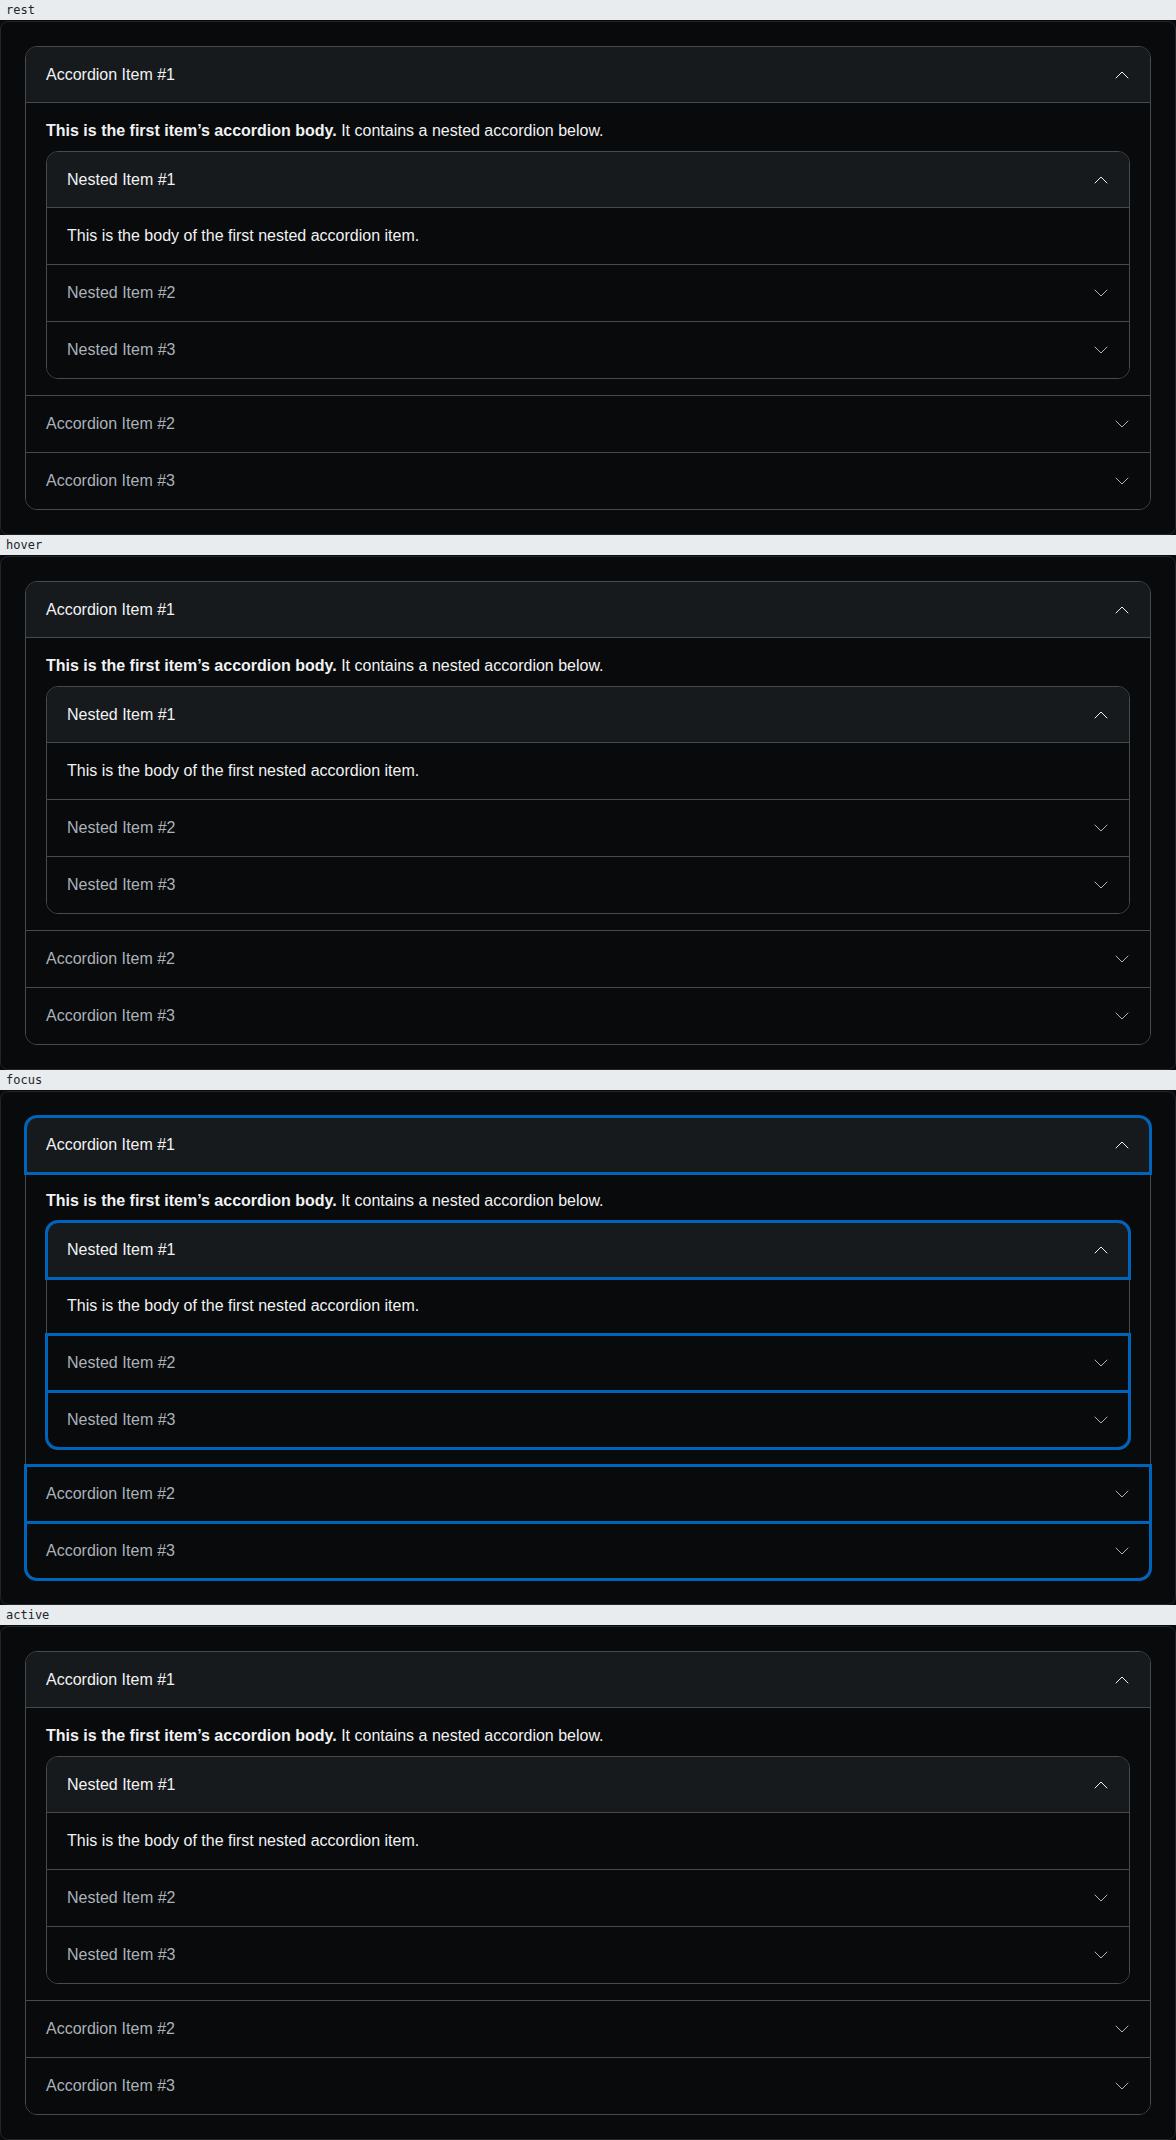 rest
Accordion Item #1
This is the first item’s accordion body. It contains a nested accordion below.
Nested Item #1
This is the body of the first nested accordion item.
Nested Item #2
Nested Item #3
Accordion Item #2
Accordion Item #3
hover
Accordion Item #1
This is the first item’s accordion body. It contains a nested accordion below.
Nested Item #1
This is the body of the first nested accordion item.
Nested Item #2
Nested Item #3
Accordion Item #2
Accordion Item #3
focus
Accordion Item #1
This is the first item’s accordion body. It contains a nested accordion below.
Nested Item #1
This is the body of the first nested accordion item.
Nested Item #2
Nested Item #3
Accordion Item #2
Accordion Item #3
active
Accordion Item #1
This is the first item’s accordion body. It contains a nested accordion below.
Nested Item #1
This is the body of the first nested accordion item.
Nested Item #2
Nested Item #3
Accordion Item #2
Accordion Item #3